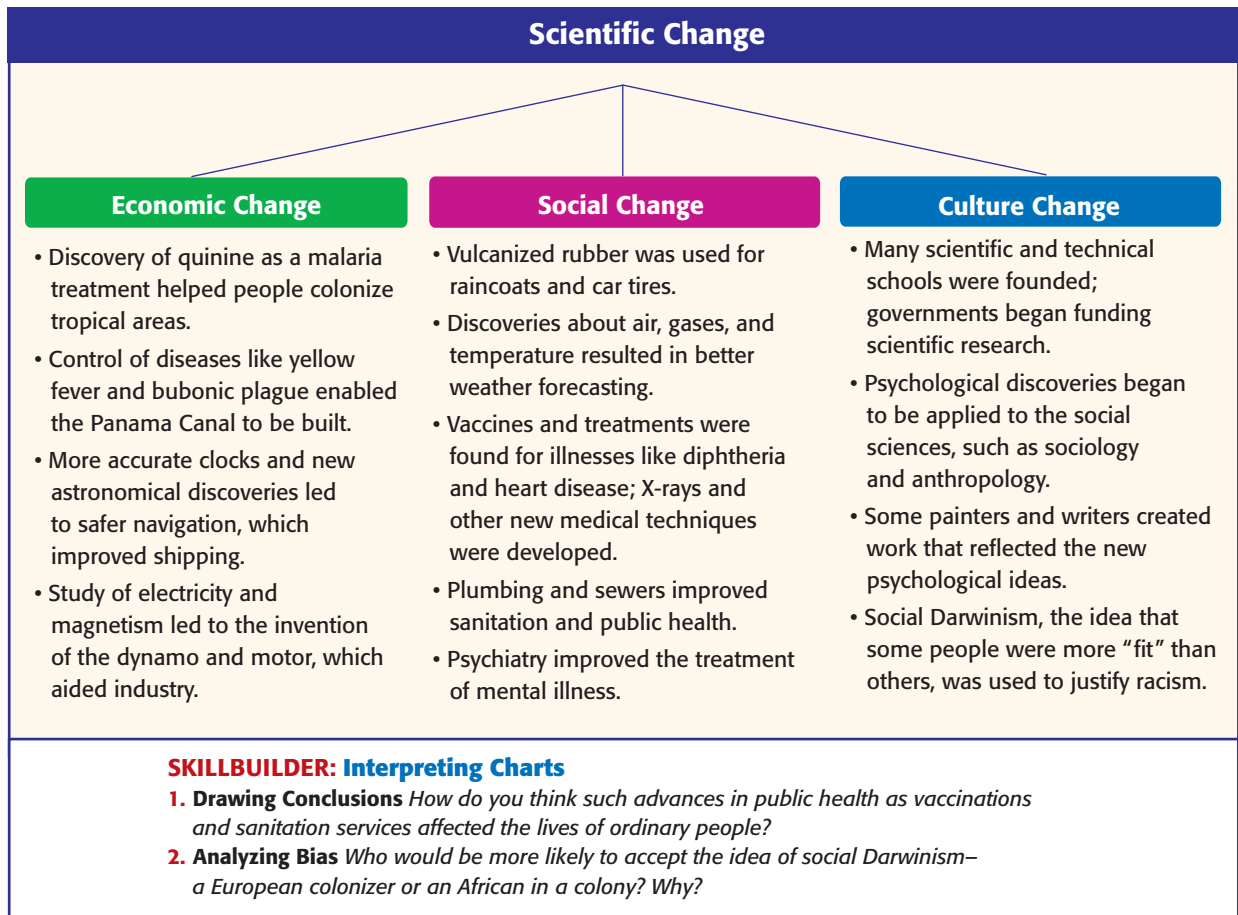 Scientific Change
Economic Change
• Discovery of quinine as a malaria
treatment helped people colonize
tropical areas.
• Control of diseases like yellow
fever and bubonic plague enabled
the Panama Canal to be built.
• More accurate clocks and new
astronomical discoveries led
to safer navigation, which
improved shipping.
• Study of electricity and
magnetism led to the invention
of the dynamo and motor, which
aided industry.
Social Change
• Vulcanized rubber was used for
raincoats and car tires.
• Discoveries about air, gases, and
temperature resulted in better
weather forecasting.
• Vaccines and treatments were
found for illnesses like diphtheria
and heart disease; X-rays and
other new medical techniques
were developed.
• Plumbing and sewers improved
sanitation and public health.
• Psychiatry improved the treatment
of mental illness.
Culture Change
• Many scientific and technical
schools were founded;
governments began funding
scientific research.
• Psychological discoveries began
to be applied to the social
sciences, such as sociology
and anthropology.
• Some painters and writers created
work that reflected the new
psychological ideas.
• Social Darwinism, the idea that
some people were more “fit” than
others, was used to justify racism.
SKILLBUILDER: Interpreting Charts
1. Drawing Conclusions How do you think such advances in public health as vaccinations
and sanitation services affected the lives of ordinary people?
2. Analyzing Bias Who would be more likely to accept the idea of social Darwinism–
a European colonizer or an African in a colony? Why?